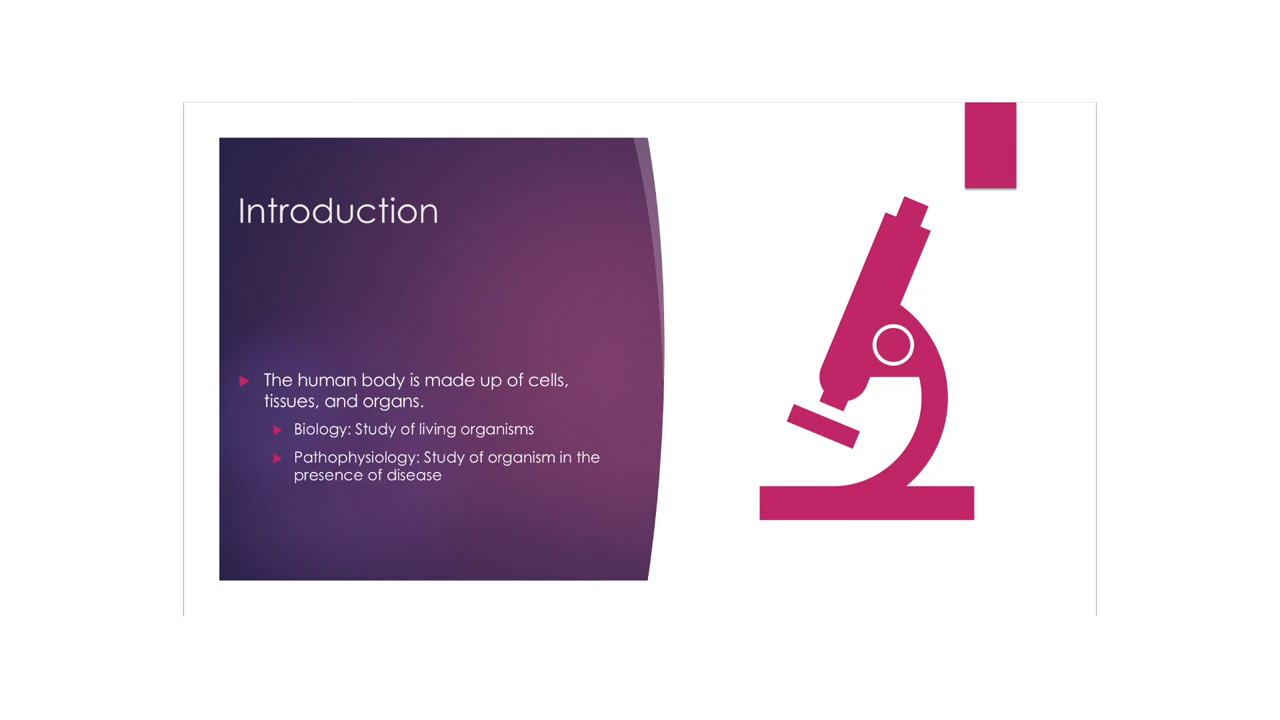 Introduction
The human body is made up of cells,
tissues, and organs.
Biology: Study of living organisms
Pathophysiology: Study of organism in the
presence of disease